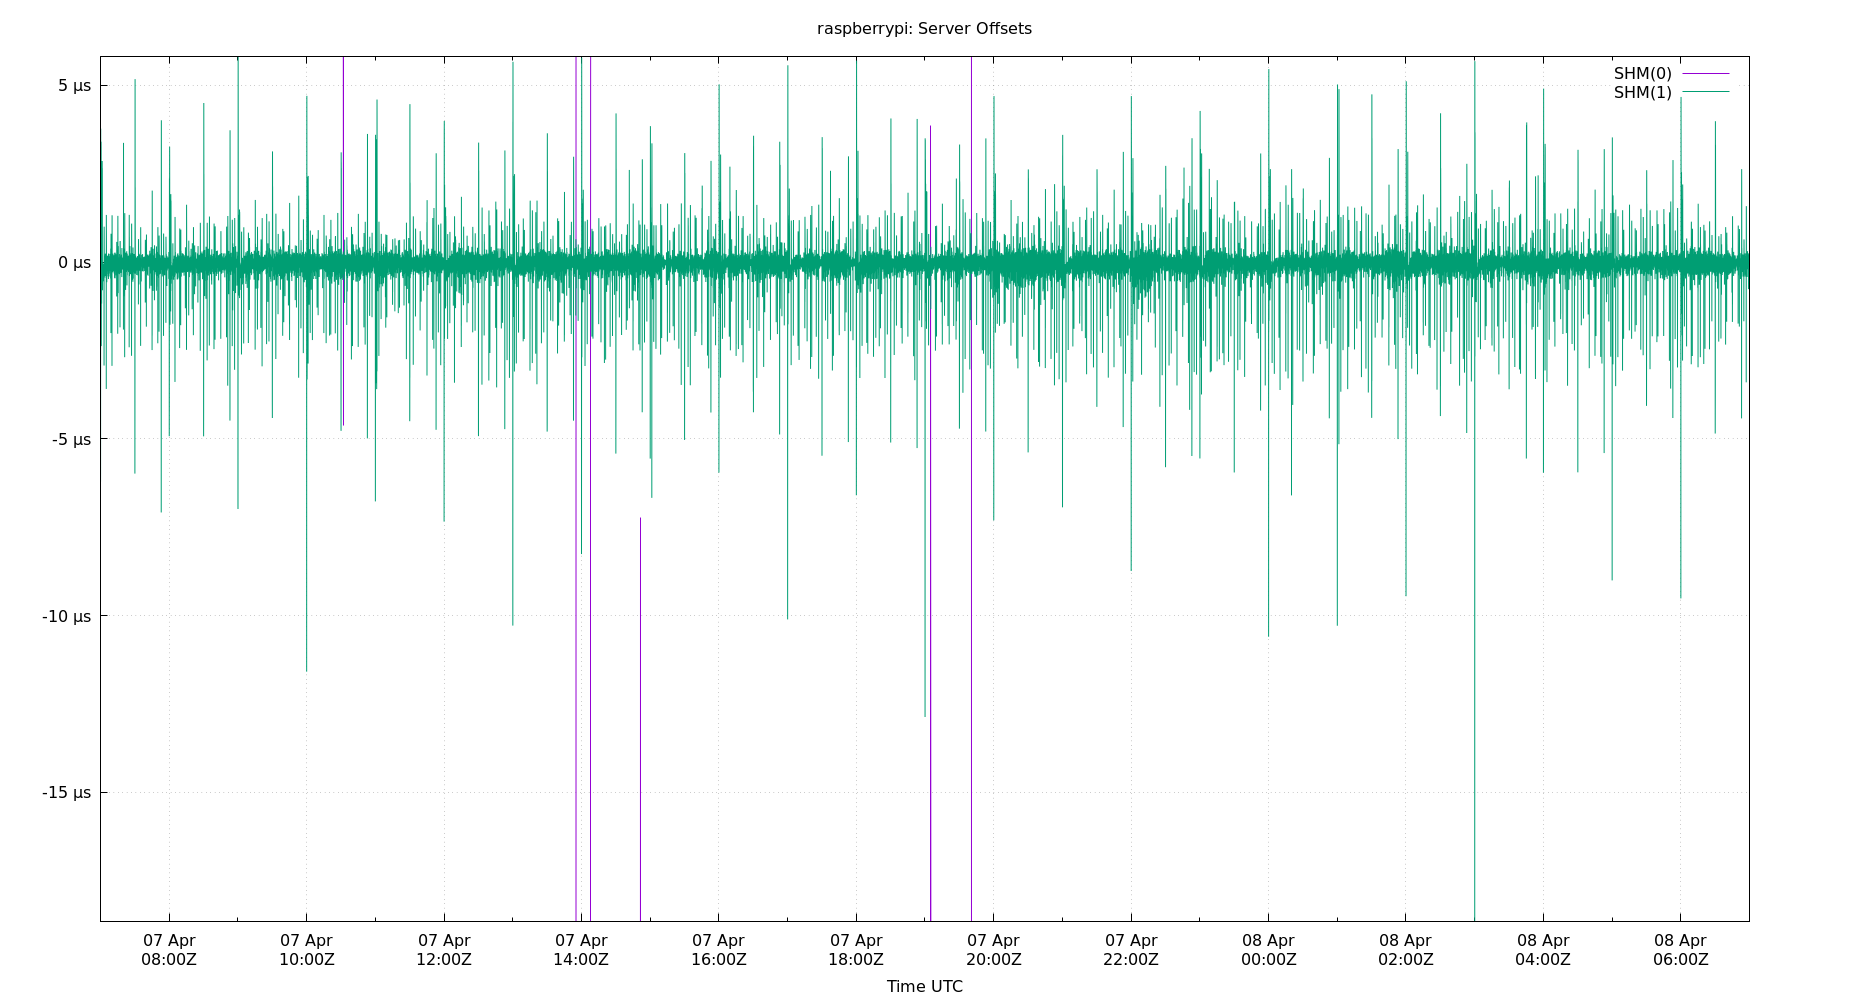 raspberrypi: Server Offsets
SHM(0)
SHM(1)
5 µs
0 µs
-5 µs
-10 µs
-15 µs
07 Apr 07 Apr 07 Apr 07 Apr 07 Apr 07 Apr 07 Apr 07 Apr 08 Apr 08 Apr 08 Apr 08 Apr
08:00Z 10:00Z 12:00Z 14:00Z 16:00Z 18:00Z 20:00Z 22:00Z 00:00Z 02:00Z 04:00Z 06:00Z
Time UTC